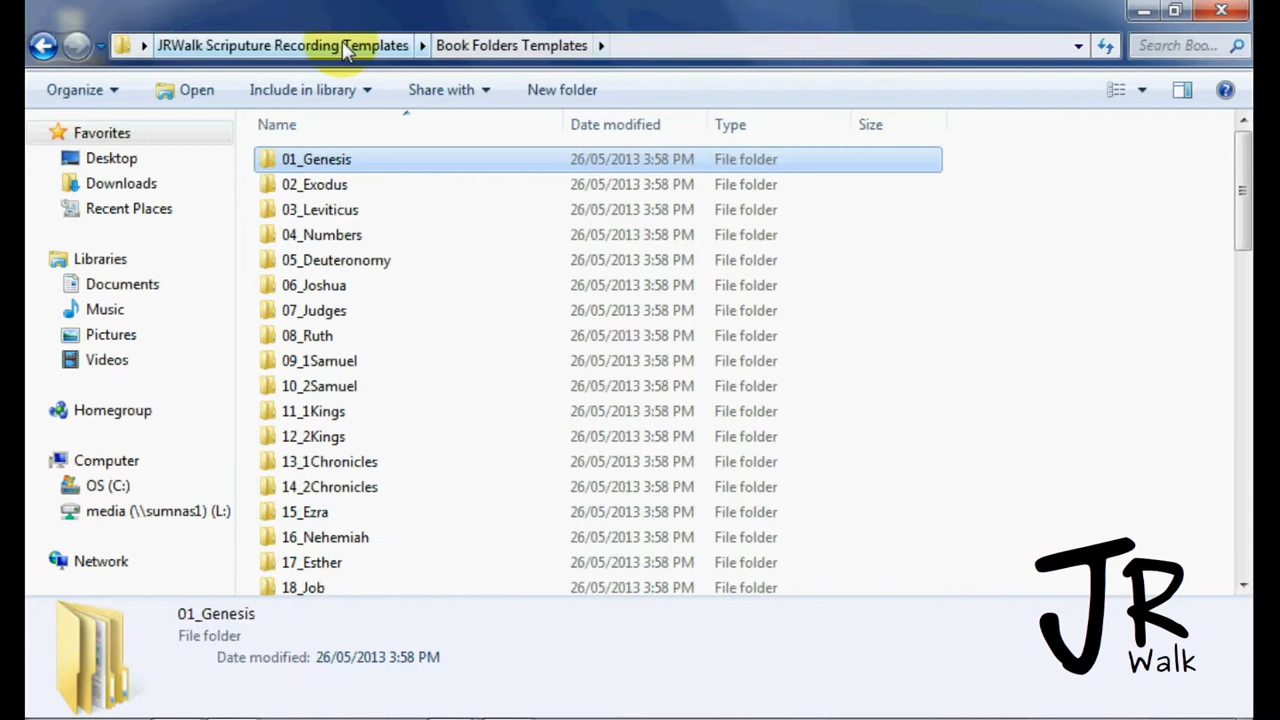 JRWalk Scriputure Recording Templates Book Folders Templates Search Boo...
Organize Open Include in library Share with New folder
Name Date modified Type Size
Favorites
Desktop
Downloads
Recent Places
Libraries
Documents
Music
Pictures
Videos
Homegroup
Computer
OS (C:)
media (\\sumnas1) (L:)
Network
01_Genesis 26/05/2013 3:58 PM File folder
02_Exodus 26/05/2013 3:58 PM File folder
03_Leviticus 26/05/2013 3:58 PM File folder
04_Numbers 26/05/2013 3:58 PM File folder
05_Deuteronomy 26/05/2013 3:58 PM File folder
06_Joshua 26/05/2013 3:58 PM File folder
07_Judges 26/05/2013 3:58 PM File folder
08_Ruth 26/05/2013 3:58 PM File folder
09_1Samuel 26/05/2013 3:58 PM File folder
10_2Samuel 26/05/2013 3:58 PM File folder
11_1Kings 26/05/2013 3:58 PM File folder
12_2Kings 26/05/2013 3:58 PM File folder
13_1Chronicles 26/05/2013 3:58 PM File folder
14_2Chronicles 26/05/2013 3:58 PM File folder
15_Ezra 26/05/2013 3:58 PM File folder
16_Nehemiah 26/05/2013 3:58 PM File folder
17_Esther 26/05/2013 3:58 PM File folder
18_Job 26/05/2013 3:58 PM File folder
01_Genesis
File folder
Date modified: 26/05/2013 3:58 PM
JR
Walk